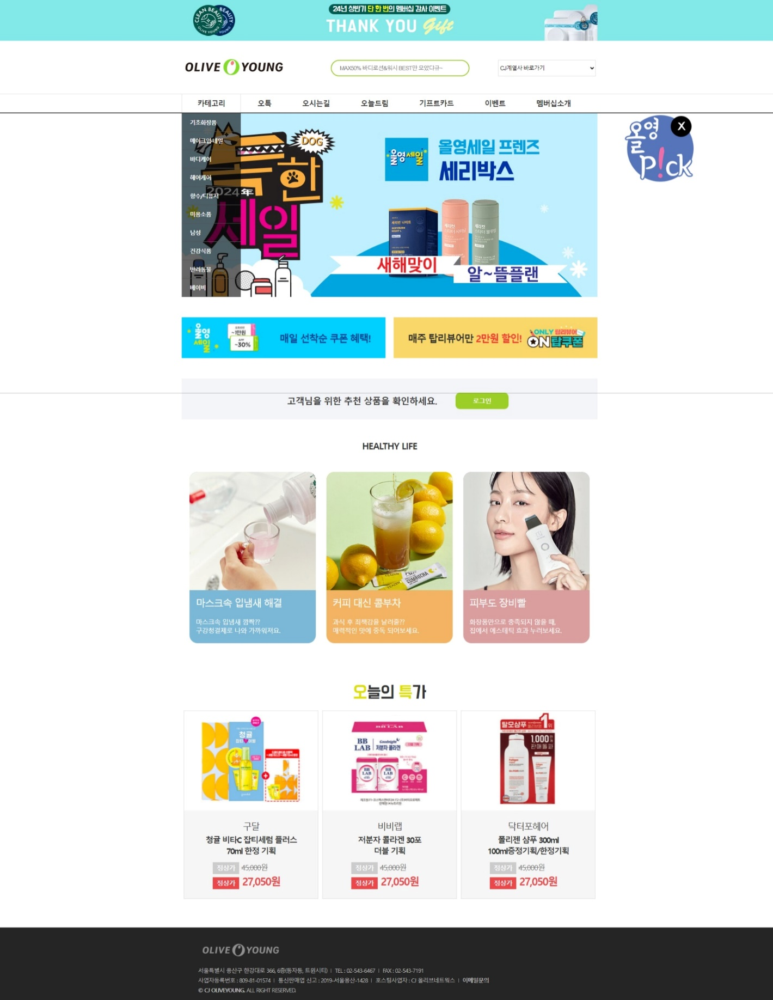 CLEAN BEAUTY
OLIVE YOUNG
24년 상반기 단 한 번의 멤버십 감사 이벤트
THANK YOU Gift
OLIVE YOUNG
MAX50% 바디로션&워시 BEST만 모았다규~
CJ계열사 바로가기
카테고리 오특 오시는길 오늘드림 기프트카드 이벤트 멤버십소개
기초화장품
메이크업·네일
바디케어
헤어케어
향수/디퓨저
미용소품
남성
건강식품
반려동물
베이비
DOG
특한
2024年
세일
올영세일
올영세일 프렌즈
세리박스
새해맞이
알~뜰플랜
올영
P!ck
X
올영
세일
~1만원
APP
~30%
매일 선착순 쿠폰 혜택!
매주 탑리뷰어만 2만원 할인!
ONLY 탑리뷰어
ON탑쿠폰
고객님을 위한 추천 상품을 확인하세요.
로그인
HEALTHY LIFE
TEAZEN
KOMBUCHA
마스크속 입냄새 해결
마스크속 입냄새 깜짝??
구강청결제로 나와 가까워져요.
커피 대신 콤부차
과식 후 죄책감을 날려줄??
매력적인 맛에 중독 되어보세요.
피부도 장비빨
화장품만으로 충족되지 않을 때,
집에서 에스테틱 효과 누려보세요.
오늘의 특가
청귤
BB LAB
BB LAB
Goodnight
저분자 콜라겐
BB LAB
BB LAB
탈모샴푸 1위
1,000만개
판매돌파
구달
청귤 비타C 잡티세럼 플러스
70ml 한정 기획
정상가 45,000원
정상가 27,050원
비비랩
저분자 콜라겐 30포
더블 기획
정상가 45,000원
정상가 27,050원
닥터포헤어
폴리젠 샴푸 300ml
100ml증정기획/한정기획
정상가 45,000원
정상가 27,050원
OLIVE YOUNG
서울특별시 용산구 한강대로 366, 6층(동자동, 트윈시티) | TEL : 02-543-6467 | FAX : 02-543-7191
사업자등록번호 : 809-81-01574 | 통신판매업 신고 : 2019-서울용산-1428 | 호스팅사업자 : CJ 올리브네트웍스 | 이메일문의
© CJ OLIVEYOUNG. ALL RIGHT RESERVED.